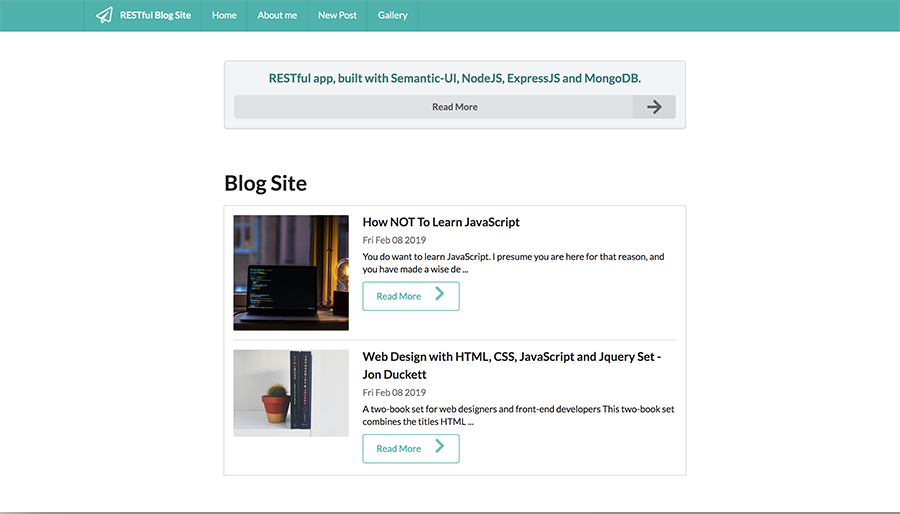 RESTful Blog Site Home About me New Post Gallery
RESTful app, built with Semantic-UI, NodeJS, ExpressJS and MongoDB.
Read More
Blog Site
How NOT To Learn JavaScript
Fri Feb 08 2019
You do want to learn JavaScript. I presume you are here for that reason, and
you have made a wise de ...
Read More
Web Design with HTML, CSS, JavaScript and Jquery Set -
Jon Duckett
Fri Feb 08 2019
A two-book set for web designers and front-end developers This two-book set
combines the titles HTML ...
Read More